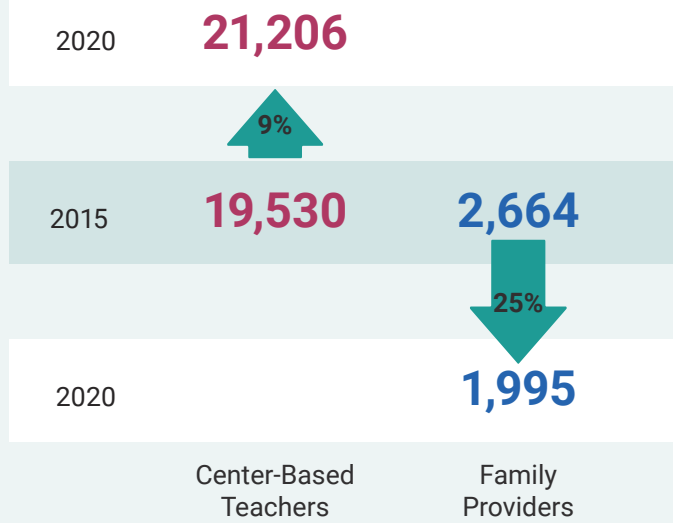 2020 21,206
9%
2015 19,530 2,664
25%
2020 1,995
Center-Based Family
Teachers Providers